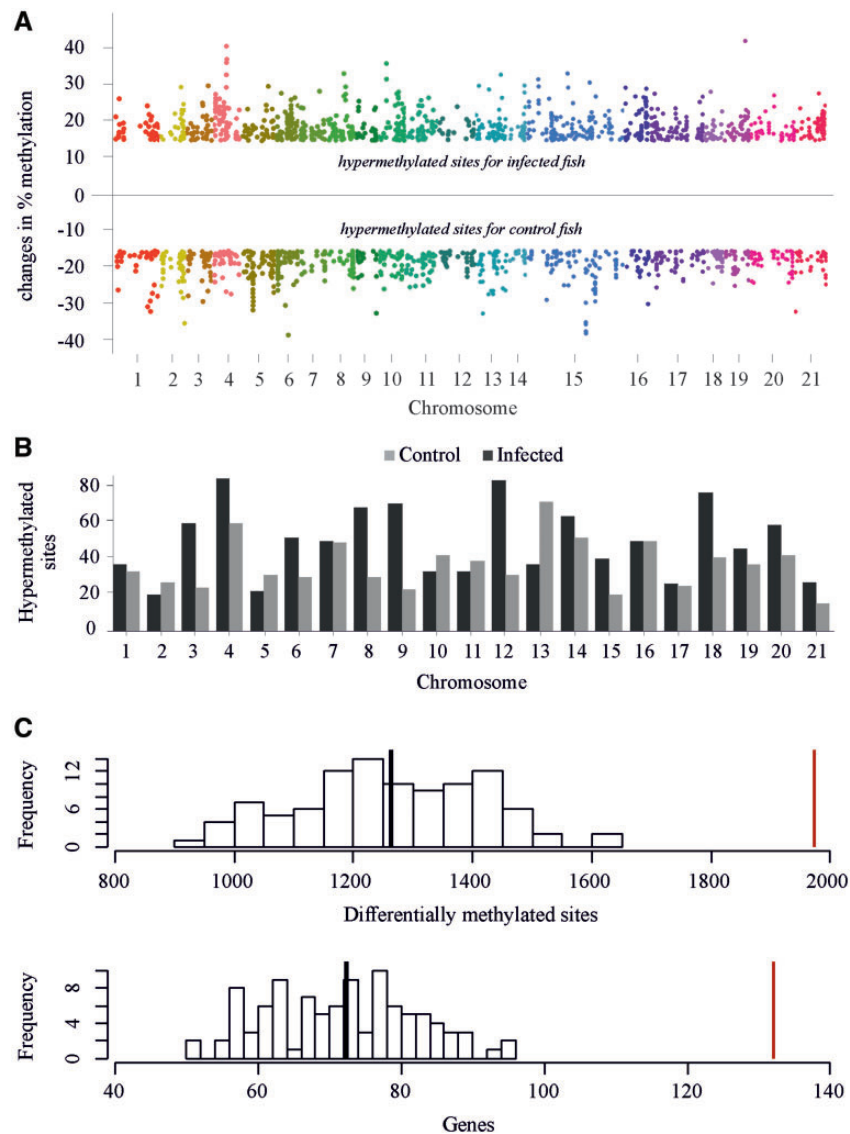 A
changes in % methylation
40
30
20
10
0
-10
-20
-30
-40
hypermethylated sites for infected fish
hypermethylated sites for control fish
1 2 3 4 5 6 7 8 9 10 11 12 13 14 15 16 17 18 19 20 21
Chromosome
B
Control Infected
Hypermethylated
sites
80
60
40
20
0
1 2 3 4 5 6 7 8 9 10 11 12 13 14 15 16 17 18 19 20 21
Chromosome
C
Frequency
12
6
0
800 1000 1200 1400 1600 1800 2000
Differentially methylated sites
Frequency
8
4
0
40 60 80 100 120 140
Genes